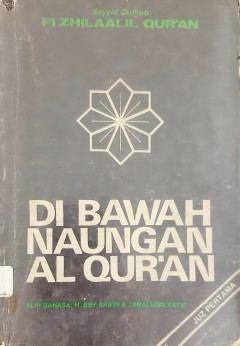 Sayyid Quthub
FI ZHILAALIL QUR'AN
DI BAWAH
NAUNGAN
AL QUR'AN
ALIH BAHASA: H. BEY ARIFIN & JAMALUDIN KAFIE
JUZ PERTAMA